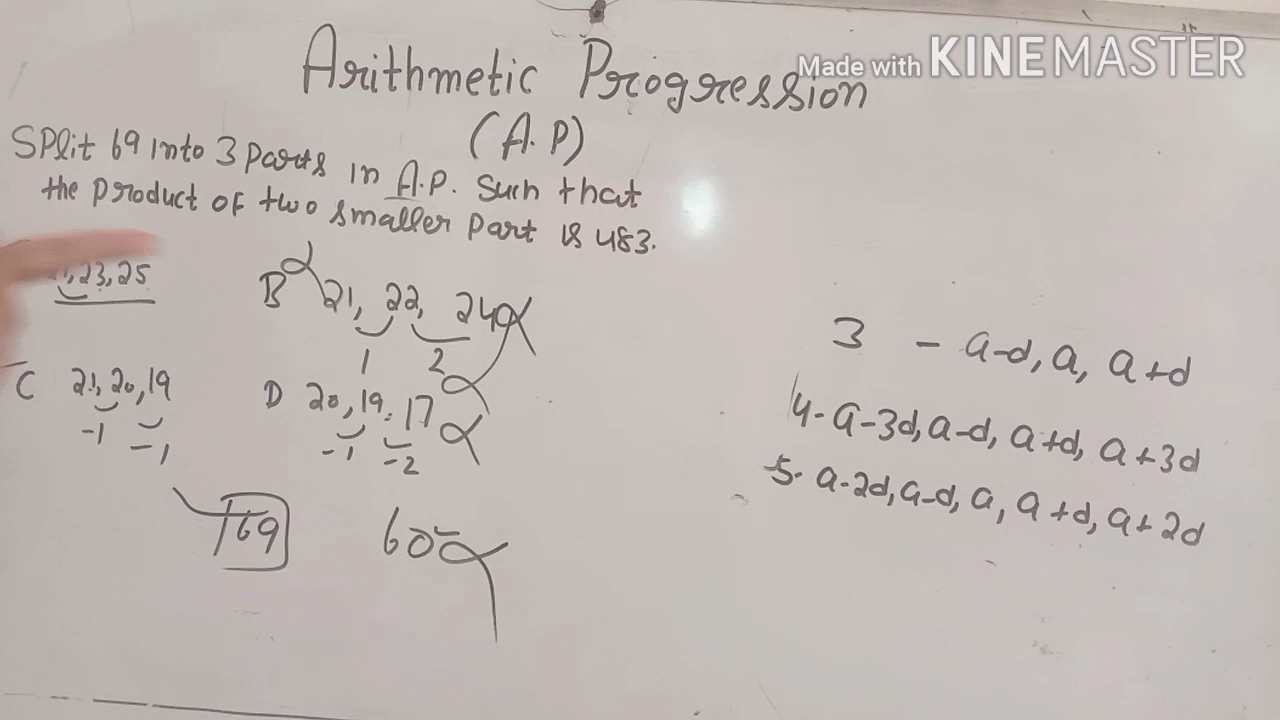 Made with KINEMASTER
Arithmetic Progression
(A.P)
Split 69 into 3 parts in A.P. Such that
the product of two smaller part is 483.
23, 25
B 21, 22, 24
1 2
C 21, 20, 19
-1 -1
D 20, 19, 17
-1 -2
69 60
3 - a-d, a, a+d
4- a-3d, a-d, a+d, a+3d
5- a-2d, a-d, a, a+d, a+2d